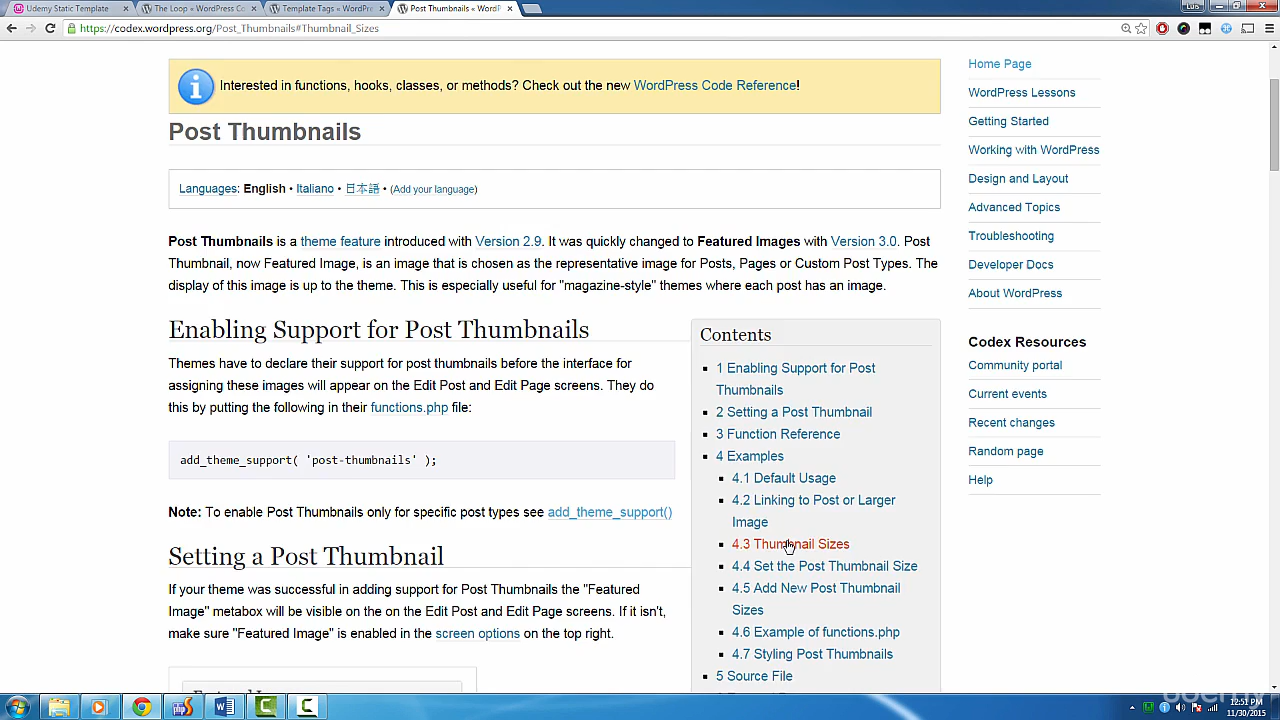 Udemy Static Template
The Loop « WordPress Co
Template Tags « WordPre
Post Thumbnails « WordP
Luis
https://codex.wordpress.org/Post_Thumbnails#Thumbnail_Sizes
Interested in functions, hooks, classes, or methods? Check out the new WordPress Code Reference!
Post Thumbnails
Languages: English • Italiano • 日本語 • (Add your language)
Post Thumbnails is a theme feature introduced with Version 2.9. It was quickly changed to Featured Images with Version 3.0. Post
Thumbnail, now Featured Image, is an image that is chosen as the representative image for Posts, Pages or Custom Post Types. The
display of this image is up to the theme. This is especially useful for "magazine-style" themes where each post has an image.
Enabling Support for Post Thumbnails
Themes have to declare their support for post thumbnails before the interface for
assigning these images will appear on the Edit Post and Edit Page screens. They do
this by putting the following in their functions.php file:
add_theme_support( 'post-thumbnails' );
Note: To enable Post Thumbnails only for specific post types see add_theme_support()
Setting a Post Thumbnail
If your theme was successful in adding support for Post Thumbnails the "Featured
Image" metabox will be visible on the on the Edit Post and Edit Page screens. If it isn't,
make sure "Featured Image" is enabled in the screen options on the top right.
Contents
1 Enabling Support for Post
Thumbnails
2 Setting a Post Thumbnail
3 Function Reference
4 Examples
4.1 Default Usage
4.2 Linking to Post or Larger
Image
4.3 Thumbnail Sizes
4.4 Set the Post Thumbnail Size
4.5 Add New Post Thumbnail
Sizes
4.6 Example of functions.php
4.7 Styling Post Thumbnails
5 Source File
Home Page
WordPress Lessons
Getting Started
Working with WordPress
Design and Layout
Advanced Topics
Troubleshooting
Developer Docs
About WordPress
Codex Resources
Community portal
Current events
Recent changes
Random page
Help
udemy
12:51 PM
11/30/2015